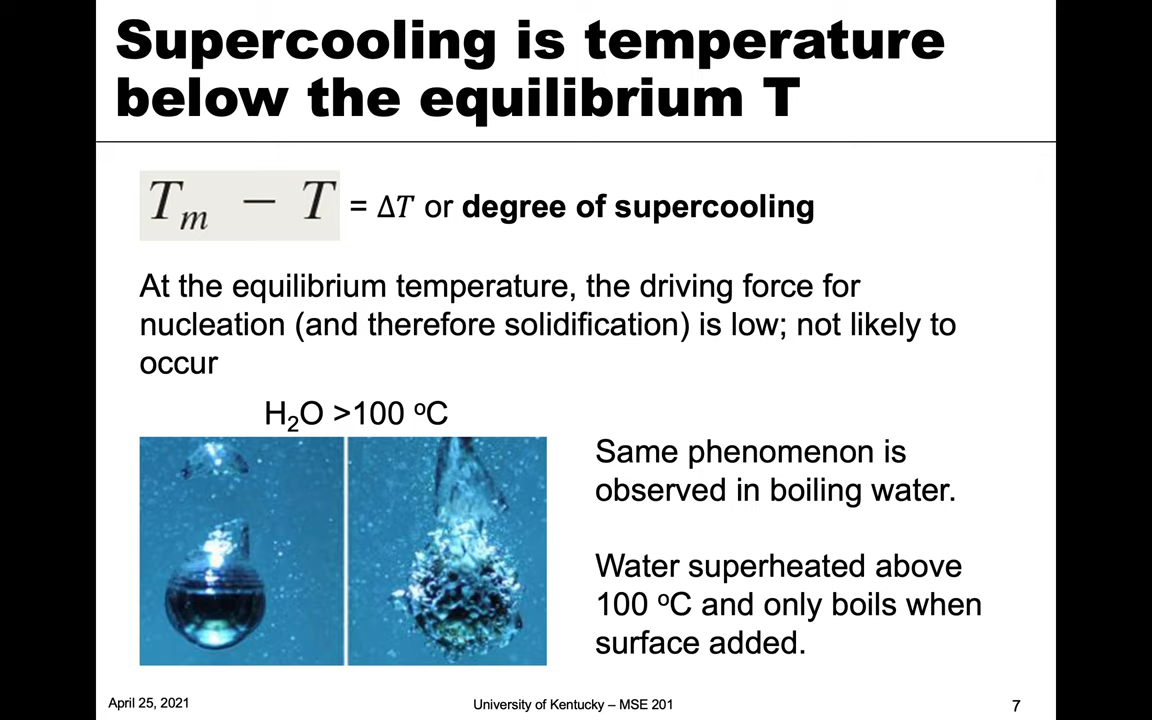 Supercooling is temperature
below the equilibrium T
Tₘ − T = ΔT or degree of supercooling
At the equilibrium temperature, the driving force for
nucleation (and therefore solidification) is low; not likely to
occur
H₂O >100 ºC
Same phenomenon is
observed in boiling water.
Water superheated above
100 ºC and only boils when
surface added.
April 25, 2021
University of Kentucky – MSE 201
7